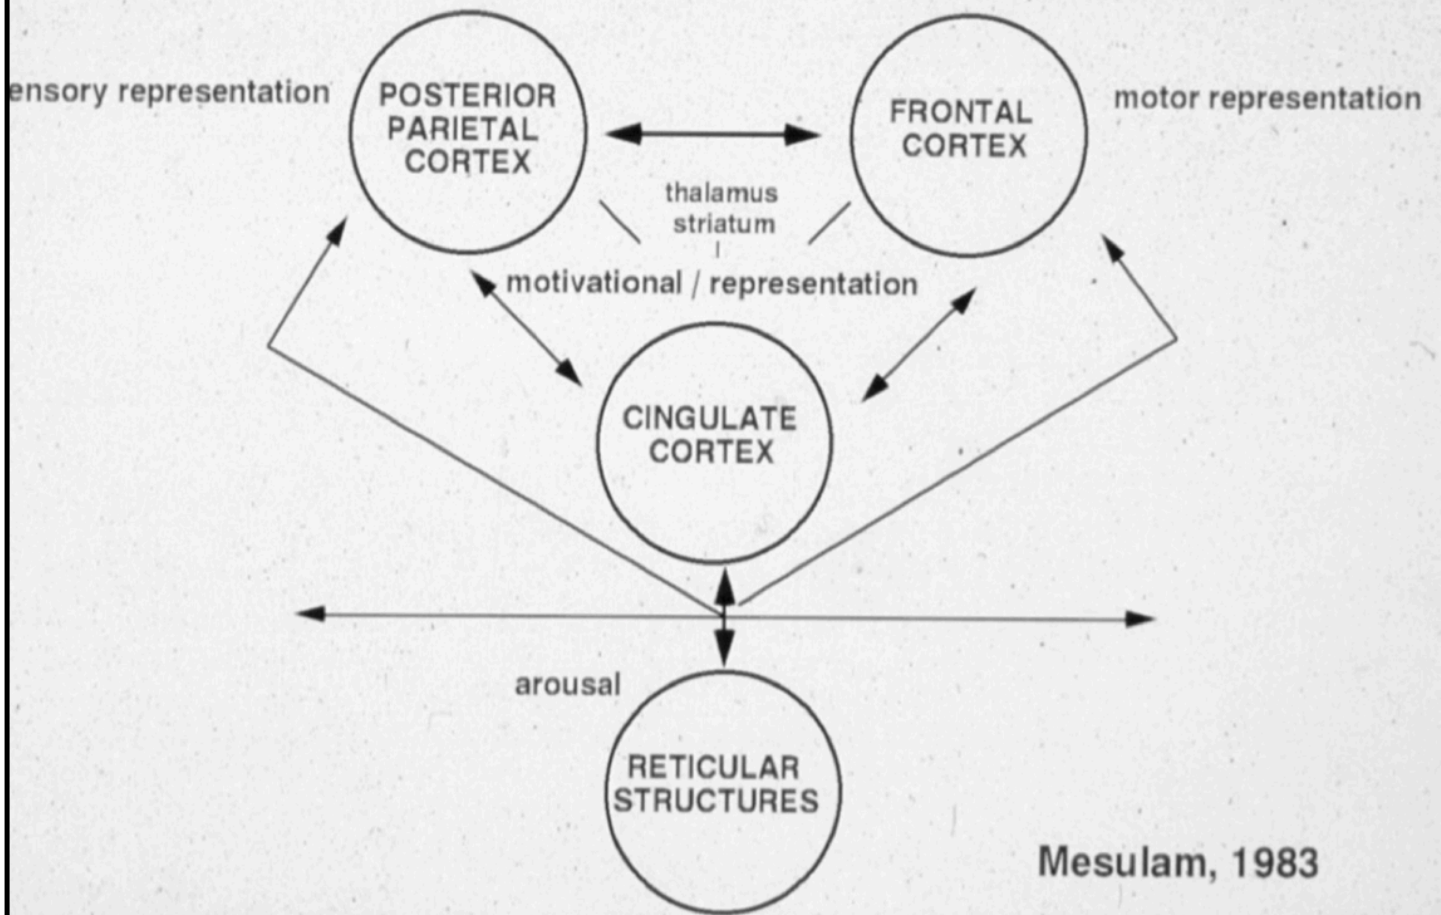 ensory representation
POSTERIOR
PARIETAL
CORTEX
FRONTAL
CORTEX
motor representation
thalamus
striatum
motivational / representation
CINGULATE
CORTEX
arousal
RETICULAR
STRUCTURES
Mesulam, 1983